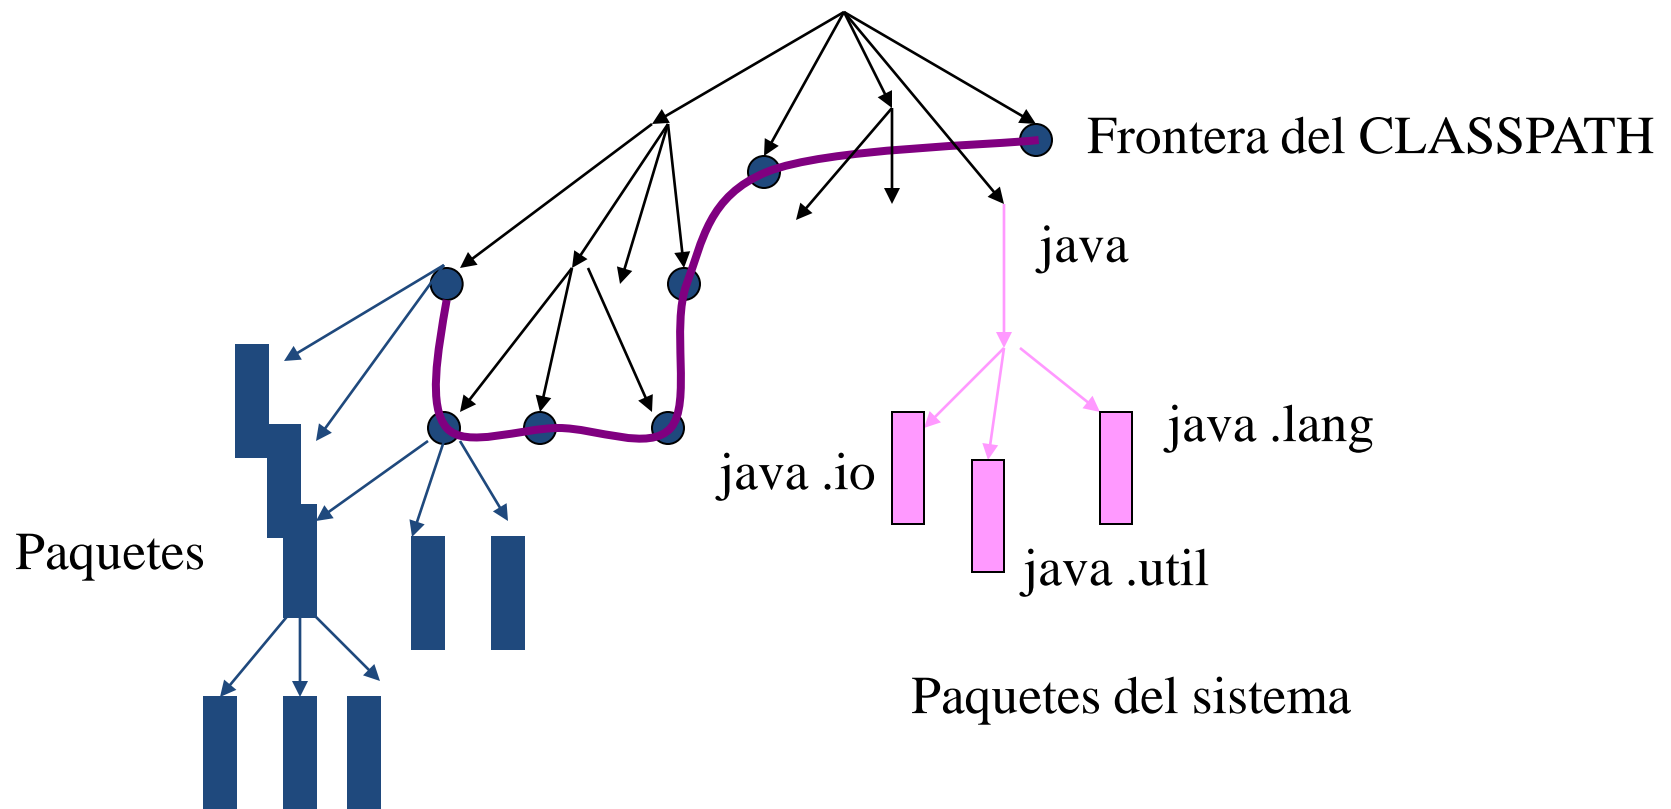 Frontera del CLASSPATH
java
java .lang
java .io
Paquetes
java .util
Paquetes del sistema